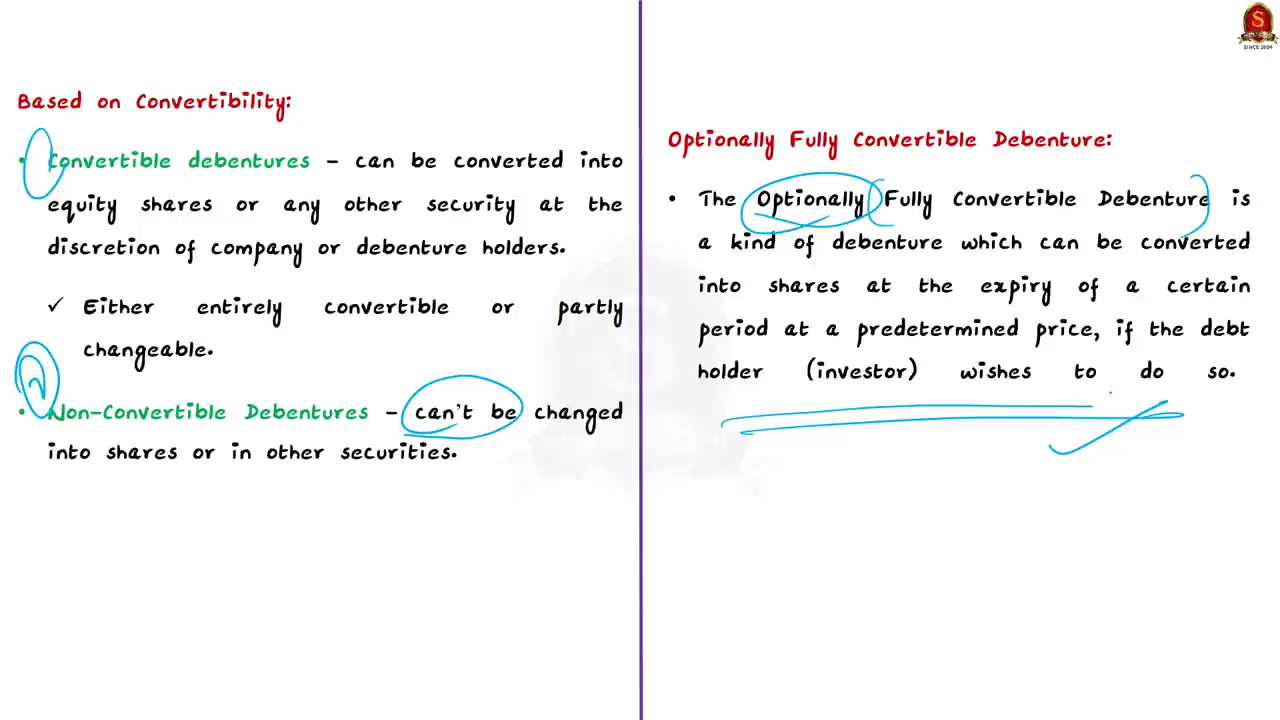 Based on Convertibility:
• Convertible debentures – can be converted into
equity shares or any other security at the
discretion of company or debenture holders.
✓ Either entirely convertible or partly
changeable.
• Non-Convertible Debentures – can't be changed
into shares or in other securities.
Optionally Fully Convertible Debenture:
• The Optionally Fully Convertible Debenture is
a kind of debenture which can be converted
into shares at the expiry of a certain
period at a predetermined price, if the debt
holder (investor) wishes to do so.
S
SINCE 2004